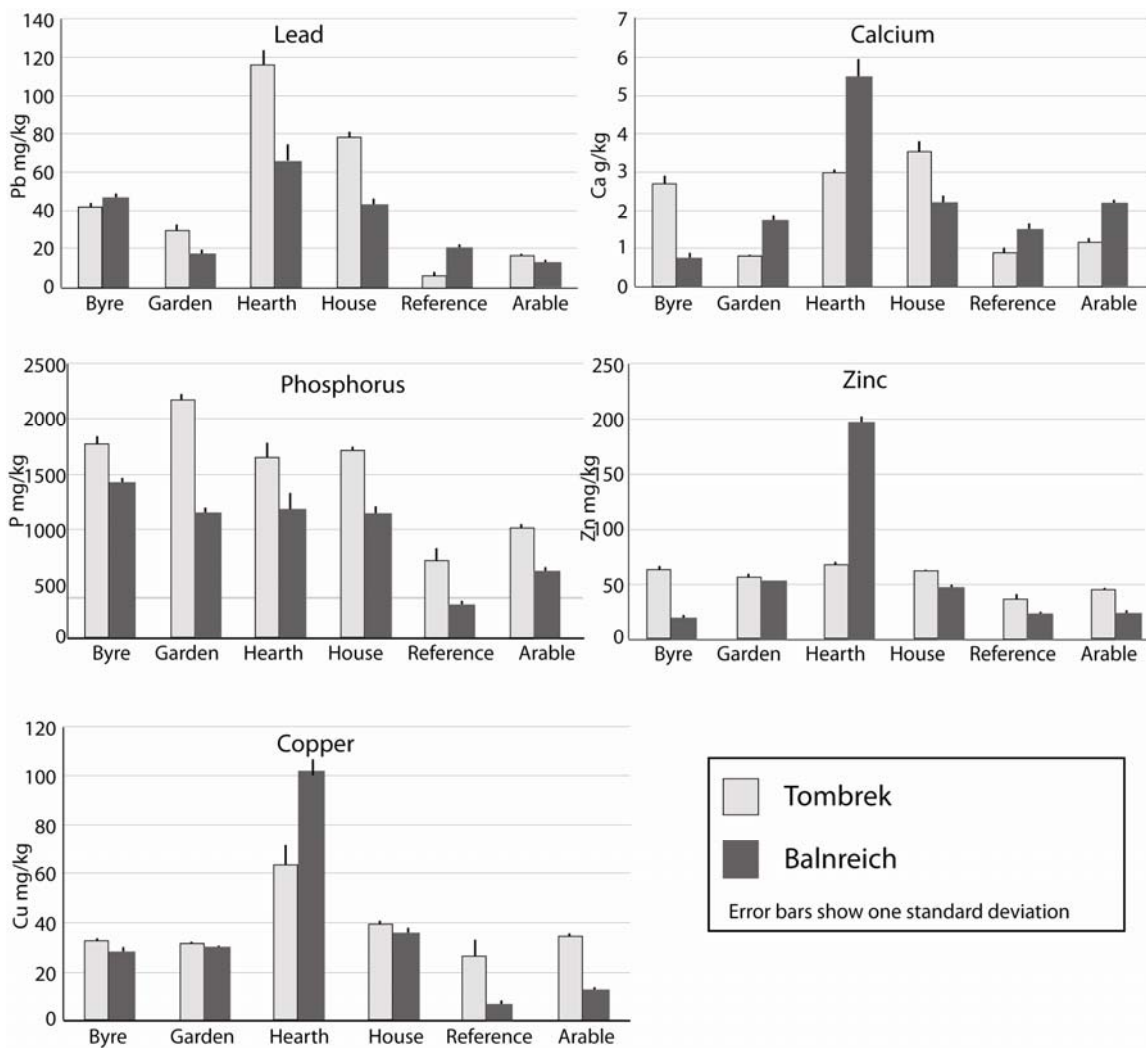 Lead
Pb mg/kg
140
120
100
80
60
40
20
0
Byre Garden Hearth House Reference Arable
Calcium
Ca g/kg
7
6
5
4
3
2
1
0
Byre Garden Hearth House Reference Arable
Phosphorus
P mg/kg
2500
2000
1500
1000
500
0
Byre Garden Hearth House Reference Arable
Zinc
Zn mg/kg
250
200
150
100
50
0
Byre Garden Hearth House Reference Arable
Copper
Cu mg/kg
120
100
80
60
40
20
0
Byre Garden Hearth House Reference Arable
Tombrek
Balnreich
Error bars show one standard deviation